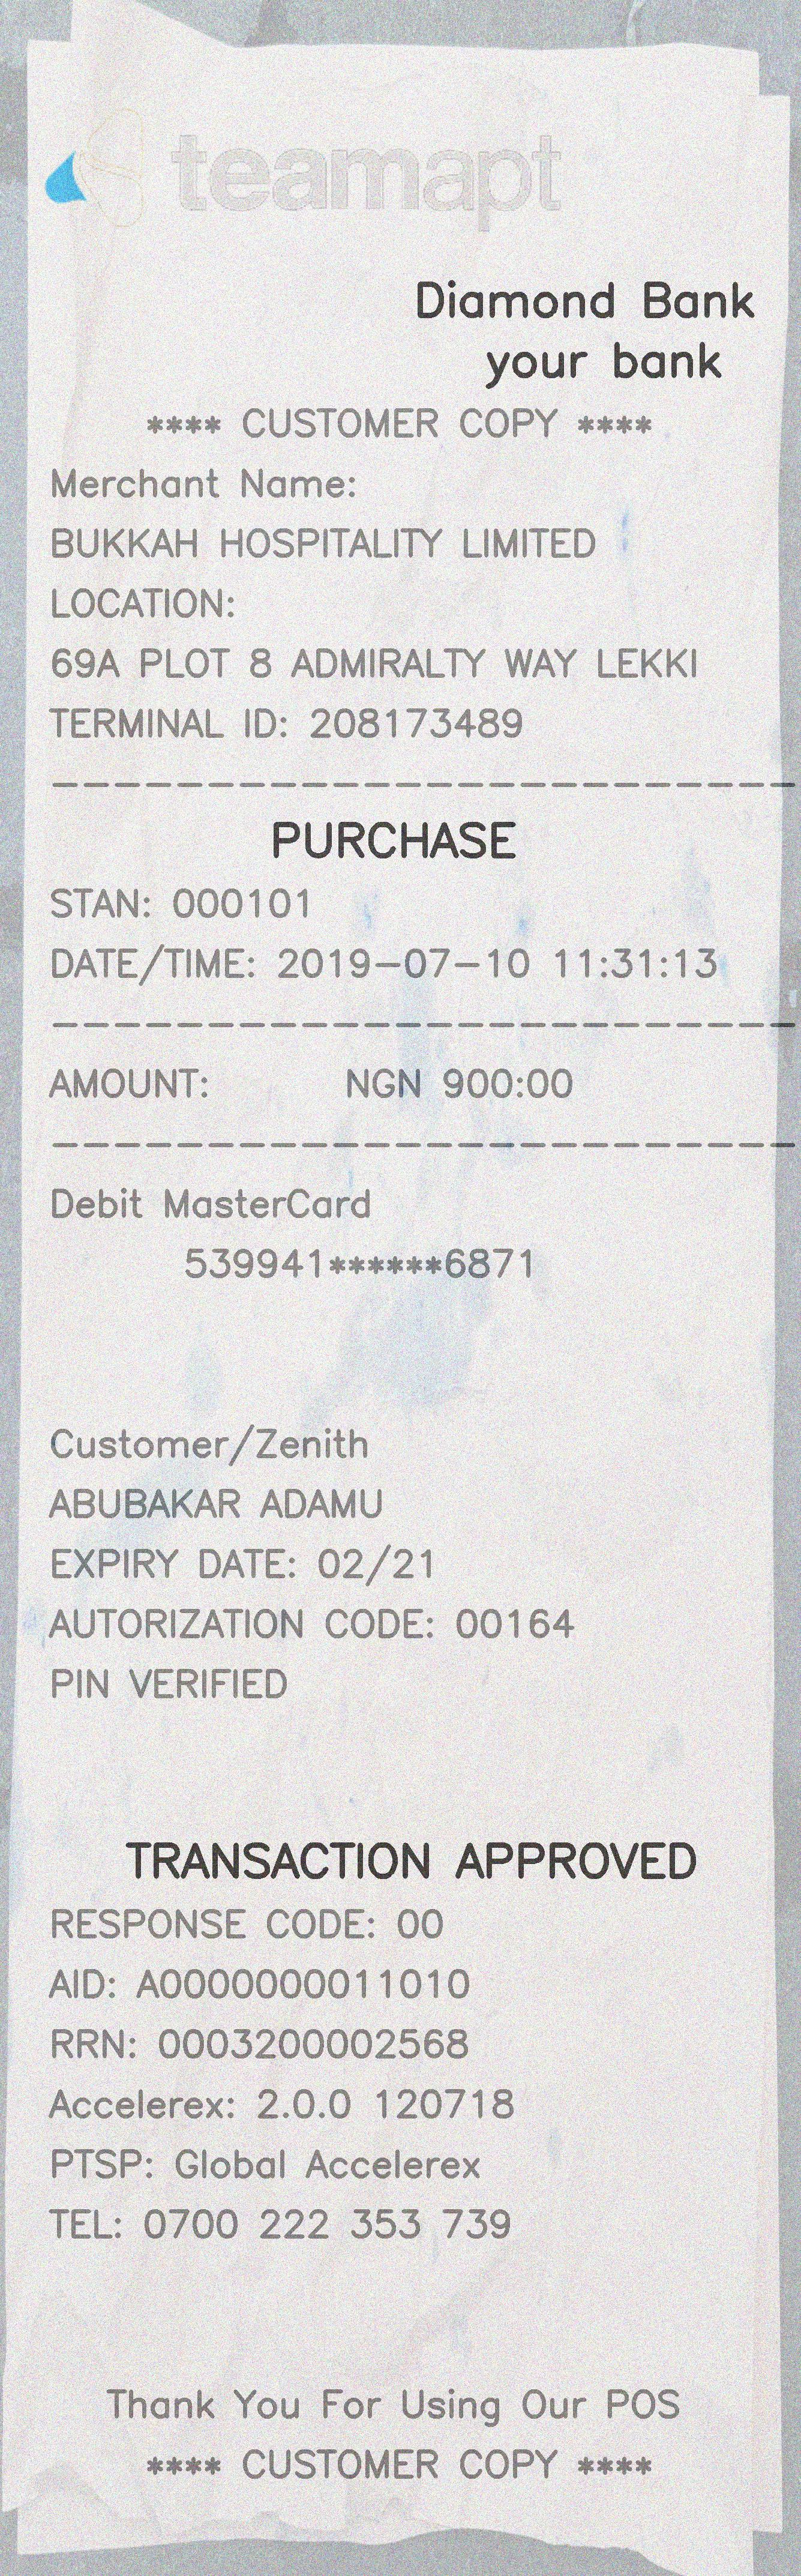 teamapt
Diamond Bank
your bank
**** CUSTOMER COPY ****
Merchant Name:
BUKKAH HOSPITALITY LIMITED
LOCATION:
69A PLOT 8 ADMIRALTY WAY LEKKI
TERMINAL ID: 208173489
------------------------
PURCHASE
STAN: 000101
DATE/TIME: 2019-07-10 11:31:13
------------------------
AMOUNT: NGN 900:00
------------------------
Debit MasterCard
539941******6871
Customer/Zenith
ABUBAKAR ADAMU
EXPIRY DATE: 02/21
AUTORIZATION CODE: 00164
PIN VERIFIED
TRANSACTION APPROVED
RESPONSE CODE: 00
AID: A0000000011010
RRN: 0003200002568
Accelerex: 2.0.0 120718
PTSP: Global Accelerex
TEL: 0700 222 353 739
Thank You For Using Our POS
**** CUSTOMER COPY ****